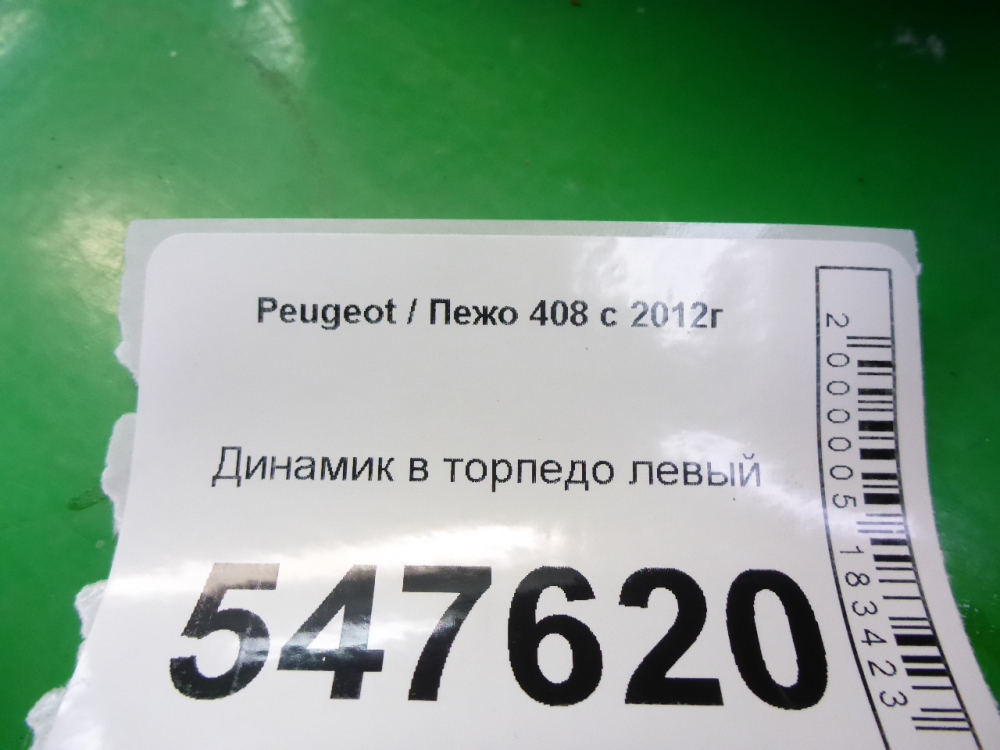 Peugeot / Пежо 408 с 2012г
Динамик в торпедо левый
547620
2000005183423